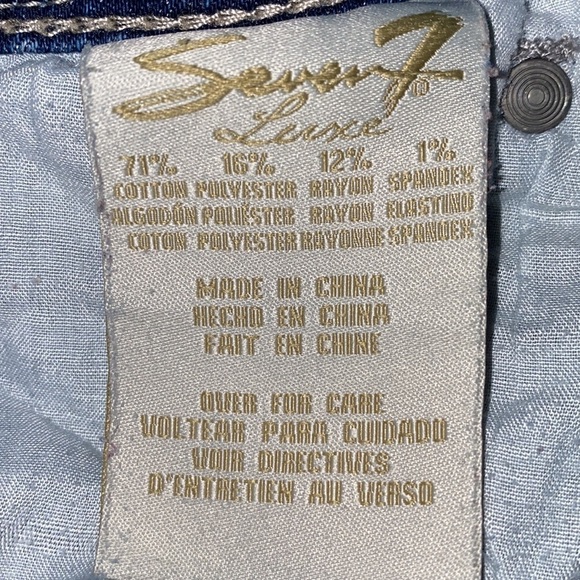 Seven7®
Luxe
71% 16% 12% 1%
COTTON POLYESTER RAYON SPANDEX
ALGODÓN POLIÉSTER RAYON ELASTINO
COTON POLYESTER RAYONNE SPANDEX
MADE IN CHINA
HECHO EN CHINA
FAIT EN CHINE
OVER FOR CARE
VOLTEAR PARA CUIDADO
VOIR DIRECTIVES
D'ENTRETIEN AU VERSO